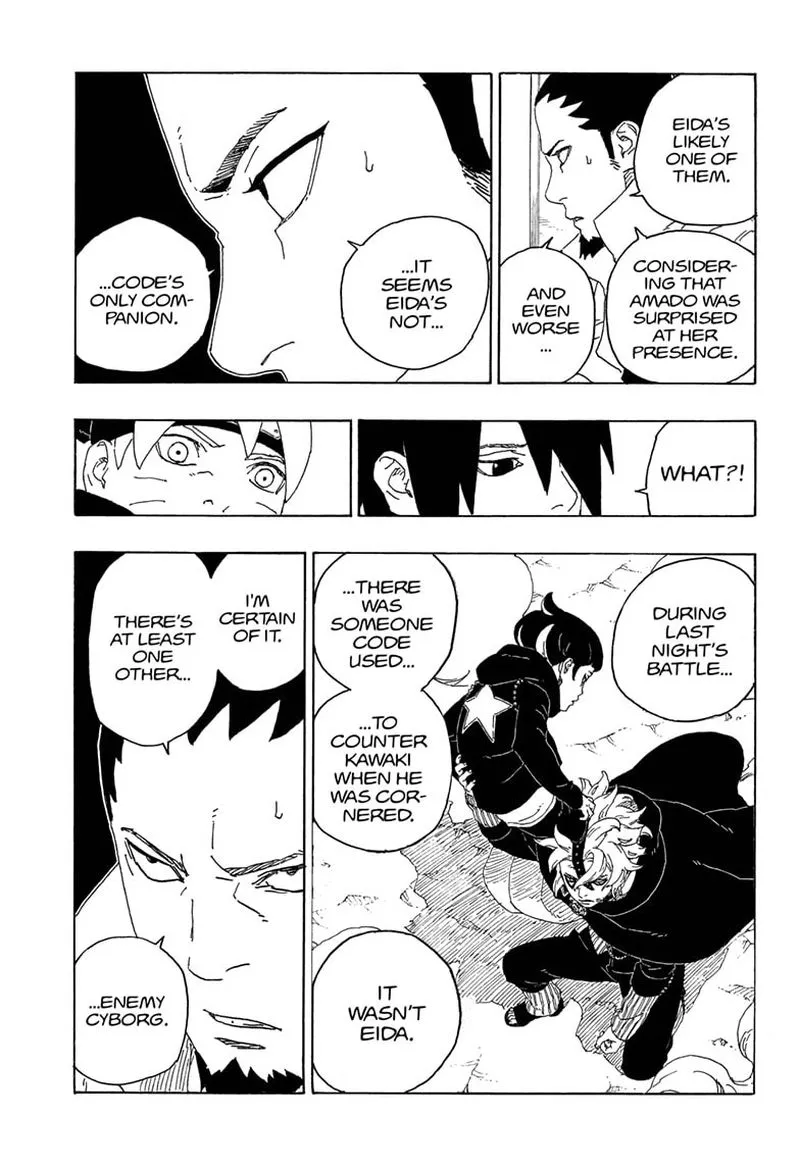 EIDA'S
LIKELY
ONE OF
THEM.
CONSIDER-
ING THAT
AMADO WAS
SURPRISED
AT HER
PRESENCE.
AND
EVEN
WORSE
...
...IT
SEEMS
EIDA'S
NOT...
...CODE'S
ONLY COM-
PANION.
WHAT?!
DURING
LAST
NIGHT'S
BATTLE...
...THERE
WAS
SOMEONE
CODE
USED...
...TO
COUNTER
KAWAKI
WHEN HE
WAS COR-
NERED.
IT
WASN'T
EIDA.
I'M
CERTAIN
OF IT.
THERE'S
AT LEAST
ONE
OTHER...
...ENEMY
CYBORG.